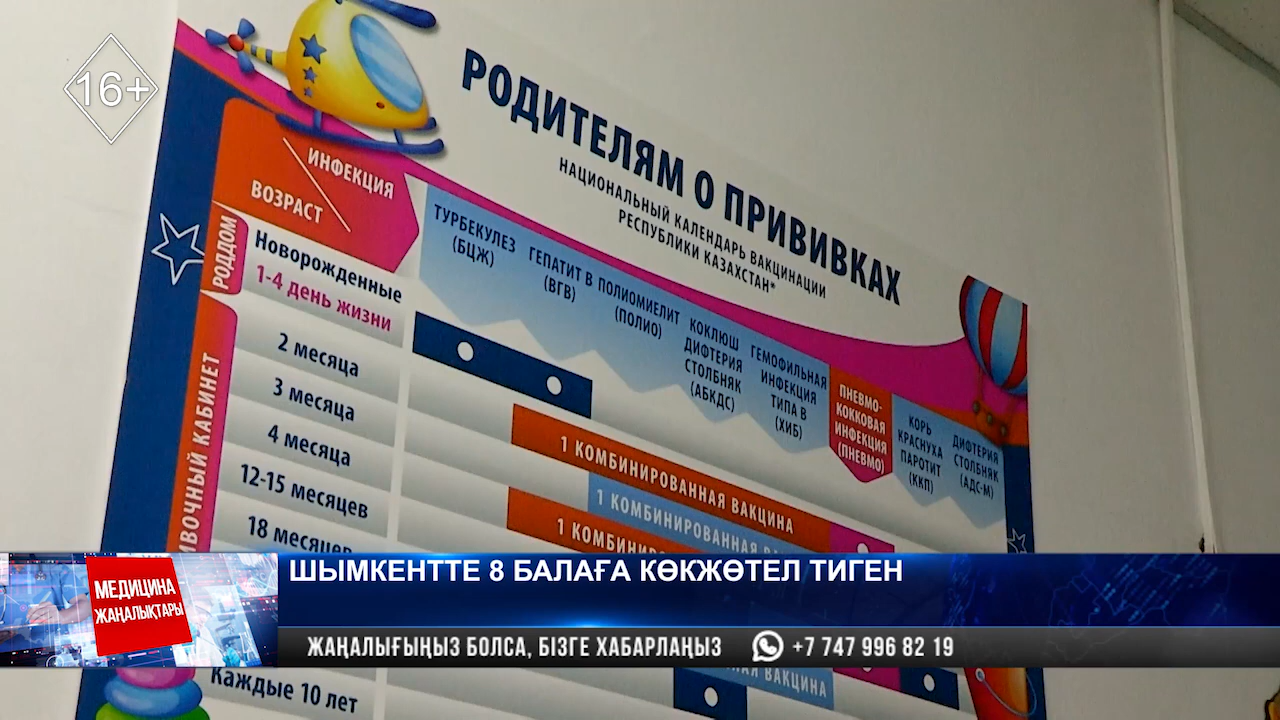 16+
РОДИТЕЛЯМ О ПРИВИВКАХ
НАЦИОНАЛЬНЫЙ КАЛЕНДАРЬ ВАКЦИНАЦИИ
РЕСПУБЛИКИ КАЗАХСТАН*
ИНФЕКЦИЯ
ВОЗРАСТ
ТУРБЕКУЛЕЗ
(БЦЖ)
ГЕПАТИТ В
(ВГВ)
ПОЛИОМИЕЛИТ
(ПОЛИО)
КОКЛЮШ
ДИФТЕРИЯ
СТОЛБНЯК
(АБКДС)
ГЕМОФИЛЬНАЯ
ИНФЕКЦИЯ
ТИПА В
(ХИБ)
ПНЕВМО-
КОККОВАЯ
ИНФЕКЦИЯ
(ПНЕВМО)
КОРЬ
КРАСНУХА
ПАРОТИТ
(ККП)
ДИФТЕРИЯ
СТОЛБНЯК
(АДС-М)
РОДДОМ
Новорожденные
1-4 день жизни
ИВОЧНЫЙ КАБИНЕТ
2 месяца
3 месяца
4 месяца
12-15 месяцев
18 месяцев
1 КОМБИНИРОВАННАЯ ВАКЦИНА
1 КОМБИНИРОВАННАЯ
1 КОМБИНИРО
МЕДИЦИНА
ЖАҢАЛЫҚТАРЫ
ШЫМКЕНТТЕ 8 БАЛАҒА КӨКЖӨТЕЛ ТИГЕН
ЖАҢАЛЫҒЫҢЫЗ БОЛСА, БІЗГЕ ХАБАРЛАҢЫЗ +7 747 996 82 19
Каждые 10 лет
ВАКЦИНА